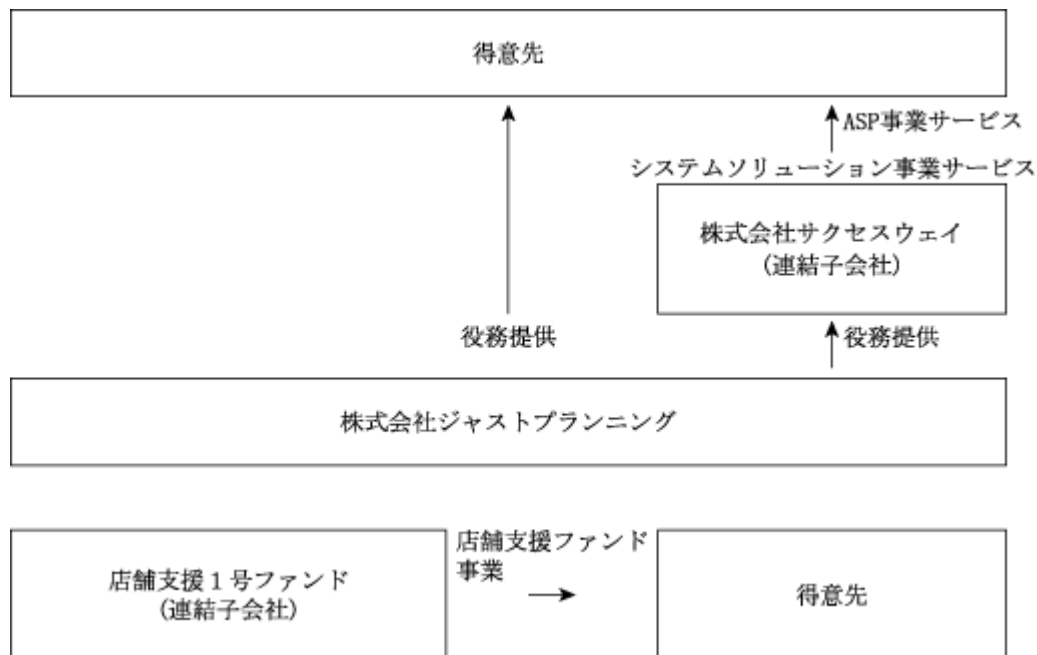 得意先
ASP事業サービス
システムソリューション事業サービス
株式会社サクセスウェイ
(連結子会社)
役務提供
役務提供
株式会社ジャストプランニング
店舗支援1号ファンド
(連結子会社)
店舗支援ファンド
事業
得意先